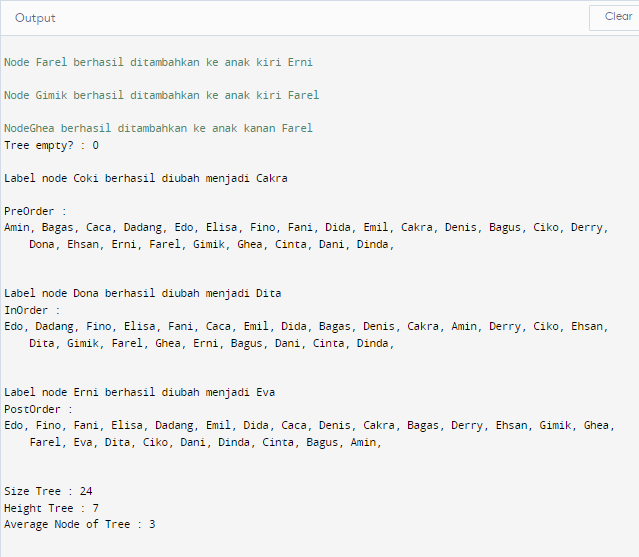 Output
Clear
Node Farel berhasil ditambahkan ke anak kiri Erni
Node Gimik berhasil ditambahkan ke anak kiri Farel
NodeGhea berhasil ditambahkan ke anak kanan Farel
Tree empty? : 0
Label node Coki berhasil diubah menjadi Cakra
PreOrder :
Amin, Bagas, Caca, Dadang, Edo, Elisa, Fino, Fani, Dida, Emil, Cakra, Denis, Bagus, Ciko, Derry,
Dona, Ehsan, Erni, Farel, Gimik, Ghea, Cinta, Dani, Dinda,
Label node Dona berhasil diubah menjadi Dita
InOrder :
Edo, Dadang, Fino, Elisa, Fani, Caca, Emil, Dida, Bagas, Denis, Cakra, Amin, Derry, Ciko, Ehsan,
Dita, Gimik, Farel, Ghea, Erni, Bagus, Dani, Cinta, Dinda,
Label node Erni berhasil diubah menjadi Eva
PostOrder :
Edo, Fino, Fani, Elisa, Dadang, Emil, Dida, Caca, Denis, Cakra, Bagas, Derry, Ehsan, Gimik, Ghea,
Farel, Eva, Dita, Ciko, Dani, Dinda, Cinta, Bagus, Amin,
Size Tree : 24
Height Tree : 7
Average Node of Tree : 3